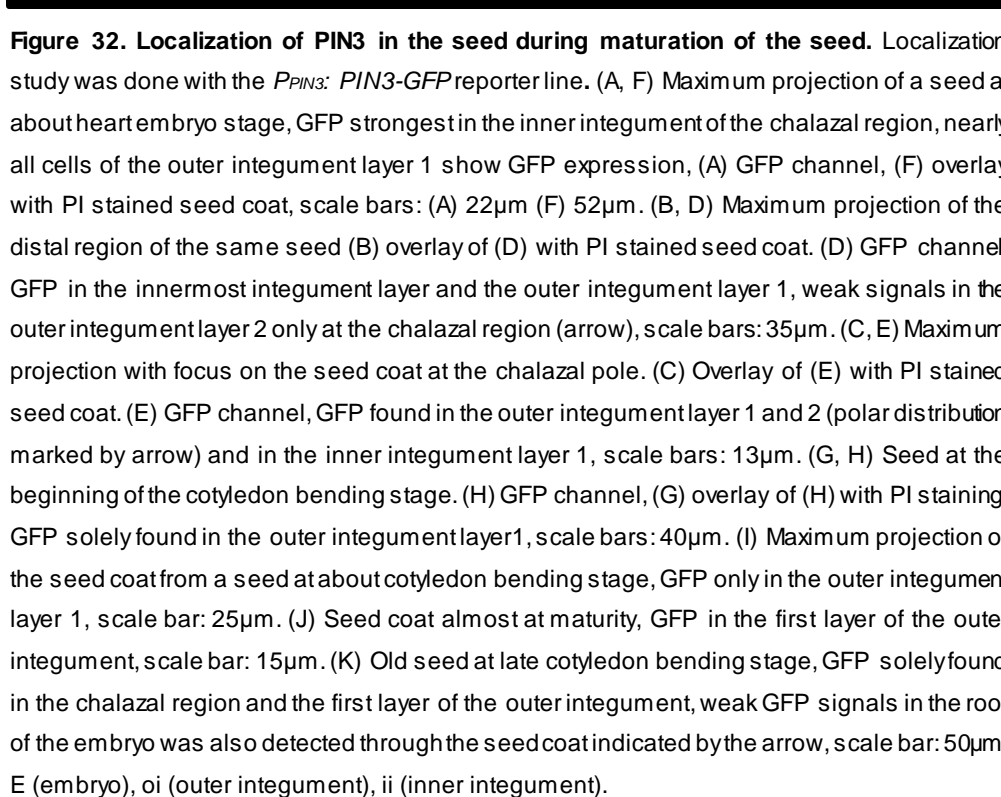 Figure 32. Localization of PIN3 in the seed during maturation of the seed. Localization
study was done with the PPIN3: PIN3-GFP reporter line. (A, F) Maximum projection of a seed a
about heart embryo stage, GFP strongest in the inner integument of the chalazal region, nearly
all cells of the outer integument layer 1 show GFP expression, (A) GFP channel, (F) overlay
with PI stained seed coat, scale bars: (A) 22µm (F) 52µm. (B, D) Maximum projection of the
distal region of the same seed (B) overlay of (D) with PI stained seed coat. (D) GFP channel
GFP in the innermost integument layer and the outer integument layer 1, weak signals in the
outer integument layer 2 only at the chalazal region (arrow), scale bars: 35µm. (C, E) Maximum
projection with focus on the seed coat at the chalazal pole. (C) Overlay of (E) with PI stained
seed coat. (E) GFP channel, GFP found in the outer integument layer 1 and 2 (polar distribution
marked by arrow) and in the inner integument layer 1, scale bars: 13µm. (G, H) Seed at the
beginning of the cotyledon bending stage. (H) GFP channel, (G) overlay of (H) with PI staining
GFP solely found in the outer integument layer1, scale bars: 40µm. (I) Maximum projection o
the seed coat from a seed at about cotyledon bending stage, GFP only in the outer integumen
layer 1, scale bar: 25µm. (J) Seed coat almost at maturity, GFP in the first layer of the oute
integument, scale bar: 15µm. (K) Old seed at late cotyledon bending stage, GFP solely found
in the chalazal region and the first layer of the outer integument, weak GFP signals in the roo
of the embryo was also detected through the seed coat indicated by the arrow, scale bar: 50µm
E (embryo), oi (outer integument), ii (inner integument).